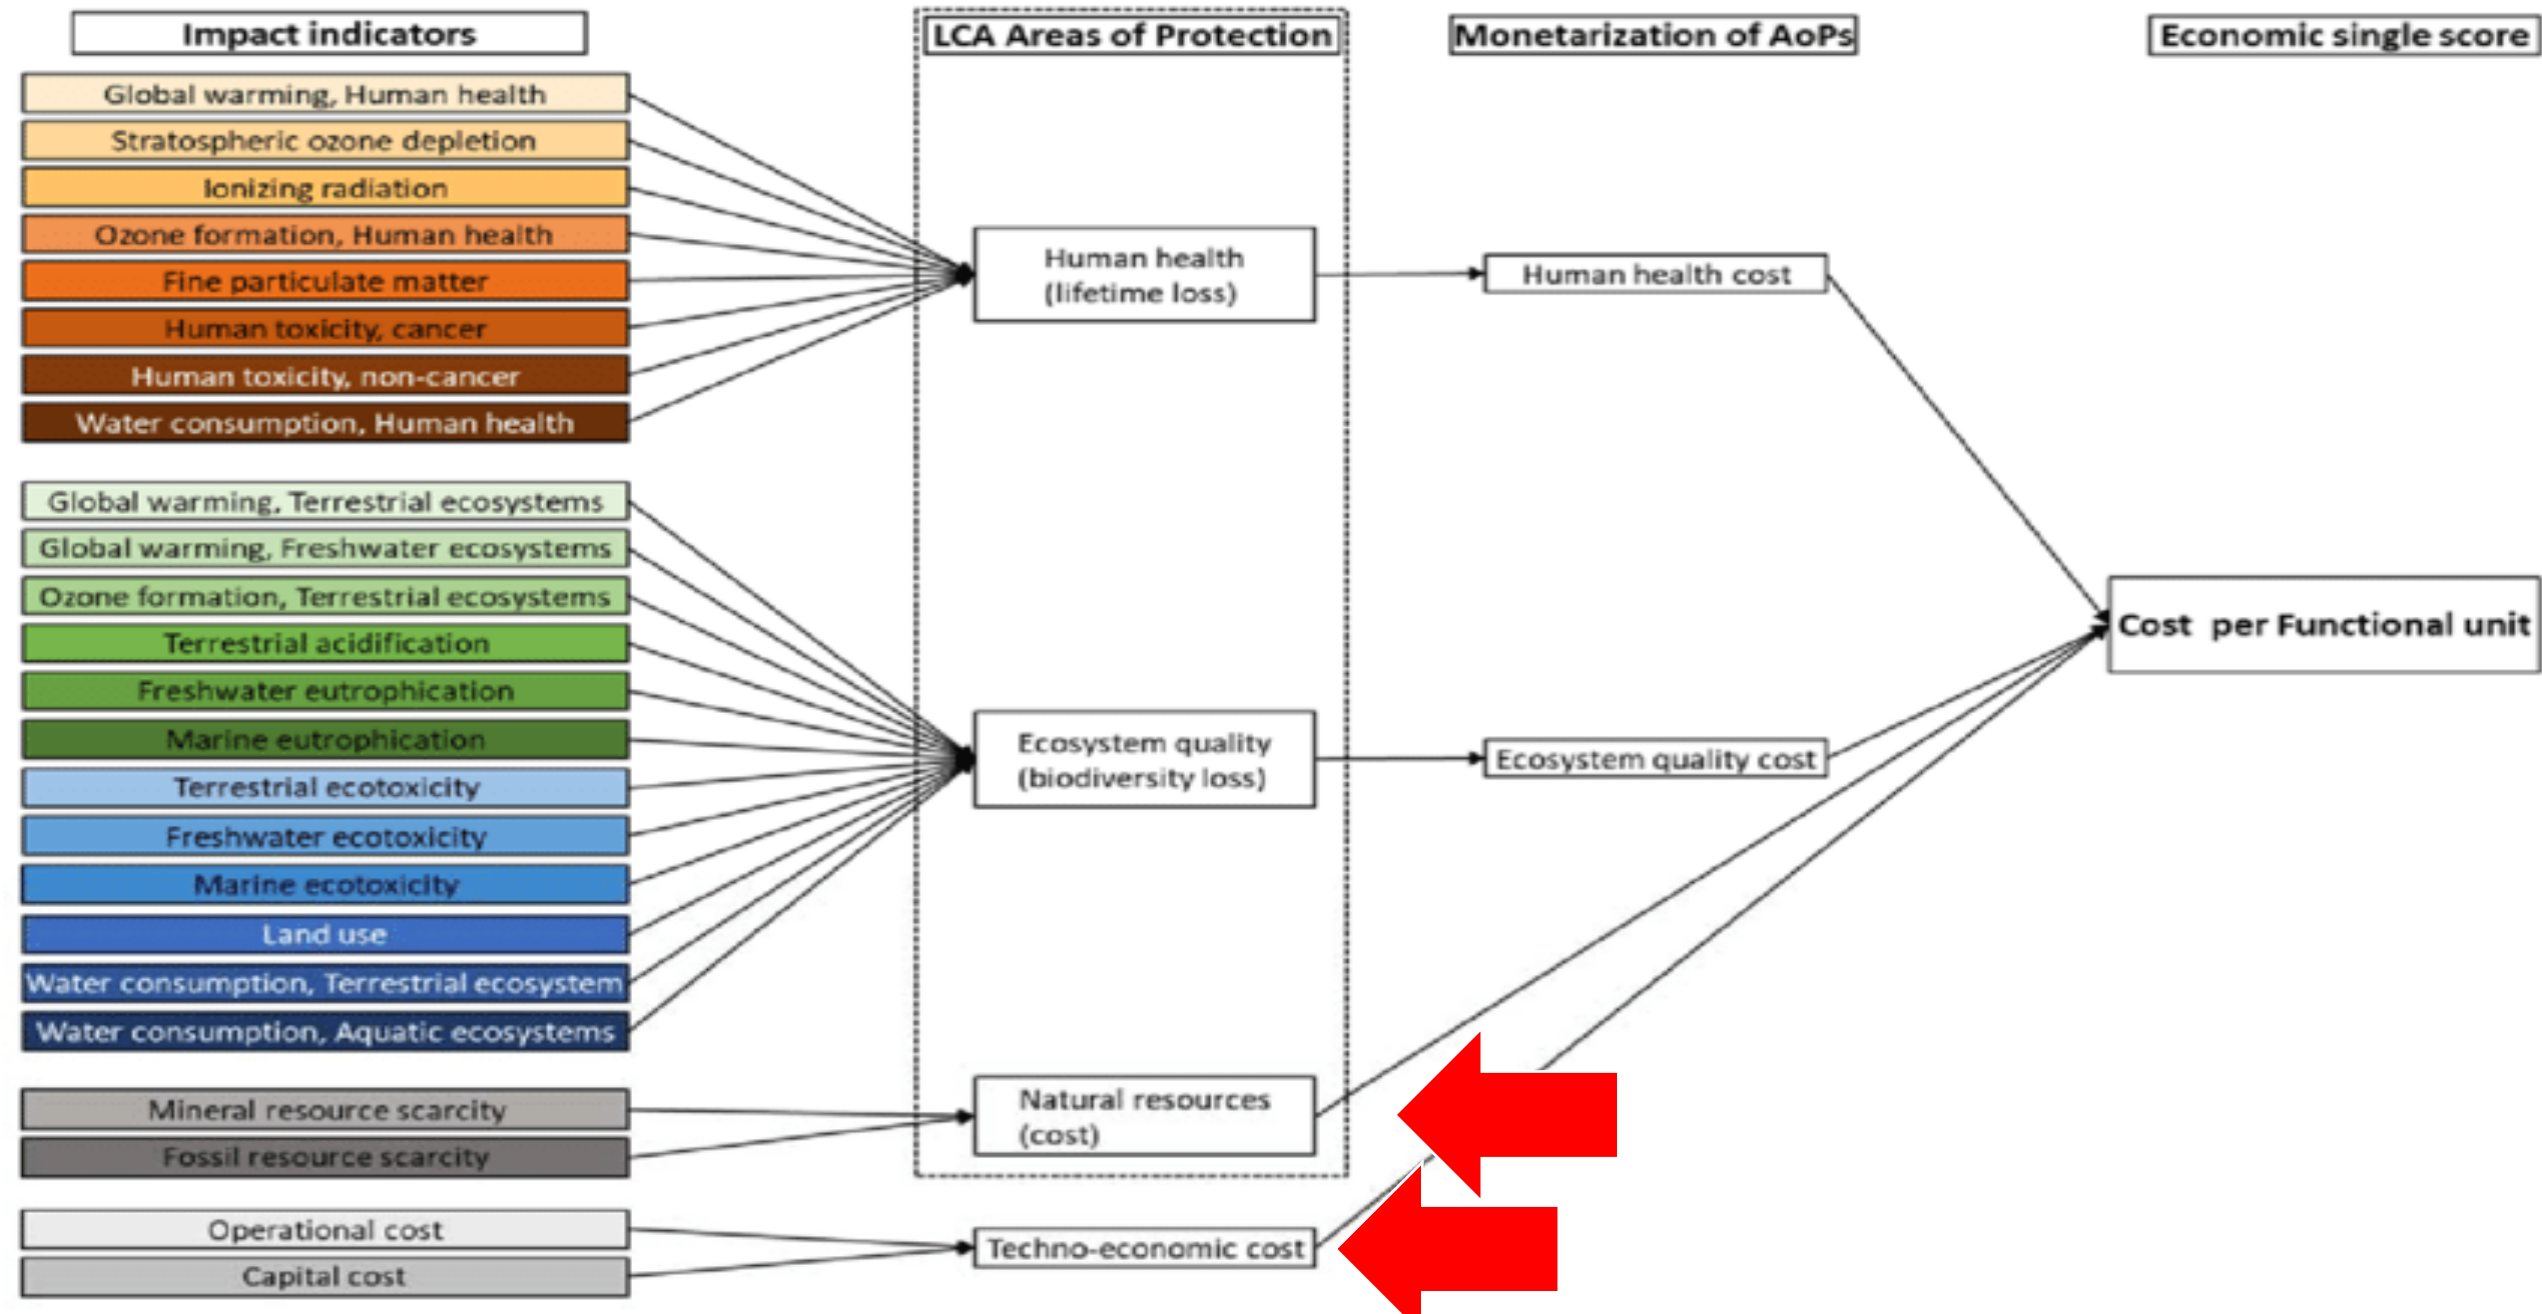 Impact indicators
LCA Areas of Protection
Monetarization of AoPs
Economic single score
Global warming, Human health
Stratospheric ozone depletion
Ionizing radiation
Ozone formation, Human health
Fine particulate matter
Human toxicity, cancer
Human toxicity, non-cancer
Water consumption, Human health
Human health
(lifetime loss)
Human health cost
Global warming, Terrestrial ecosystems
Global warming, Freshwater ecosystems
Ozone formation, Terrestrial ecosystems
Terrestrial acidification
Freshwater eutrophication
Marine eutrophication
Terrestrial ecotoxicity
Freshwater ecotoxicity
Marine ecotoxicity
Land use
Water consumption, Terrestrial ecosystem
Water consumption, Aquatic ecosystems
Ecosystem quality
(biodiversity loss)
Ecosystem quality cost
Cost per Functional unit
Mineral resource scarcity
Fossil resource scarcity
Natural resources
(cost)
Operational cost
Capital cost
Techno-economic cost